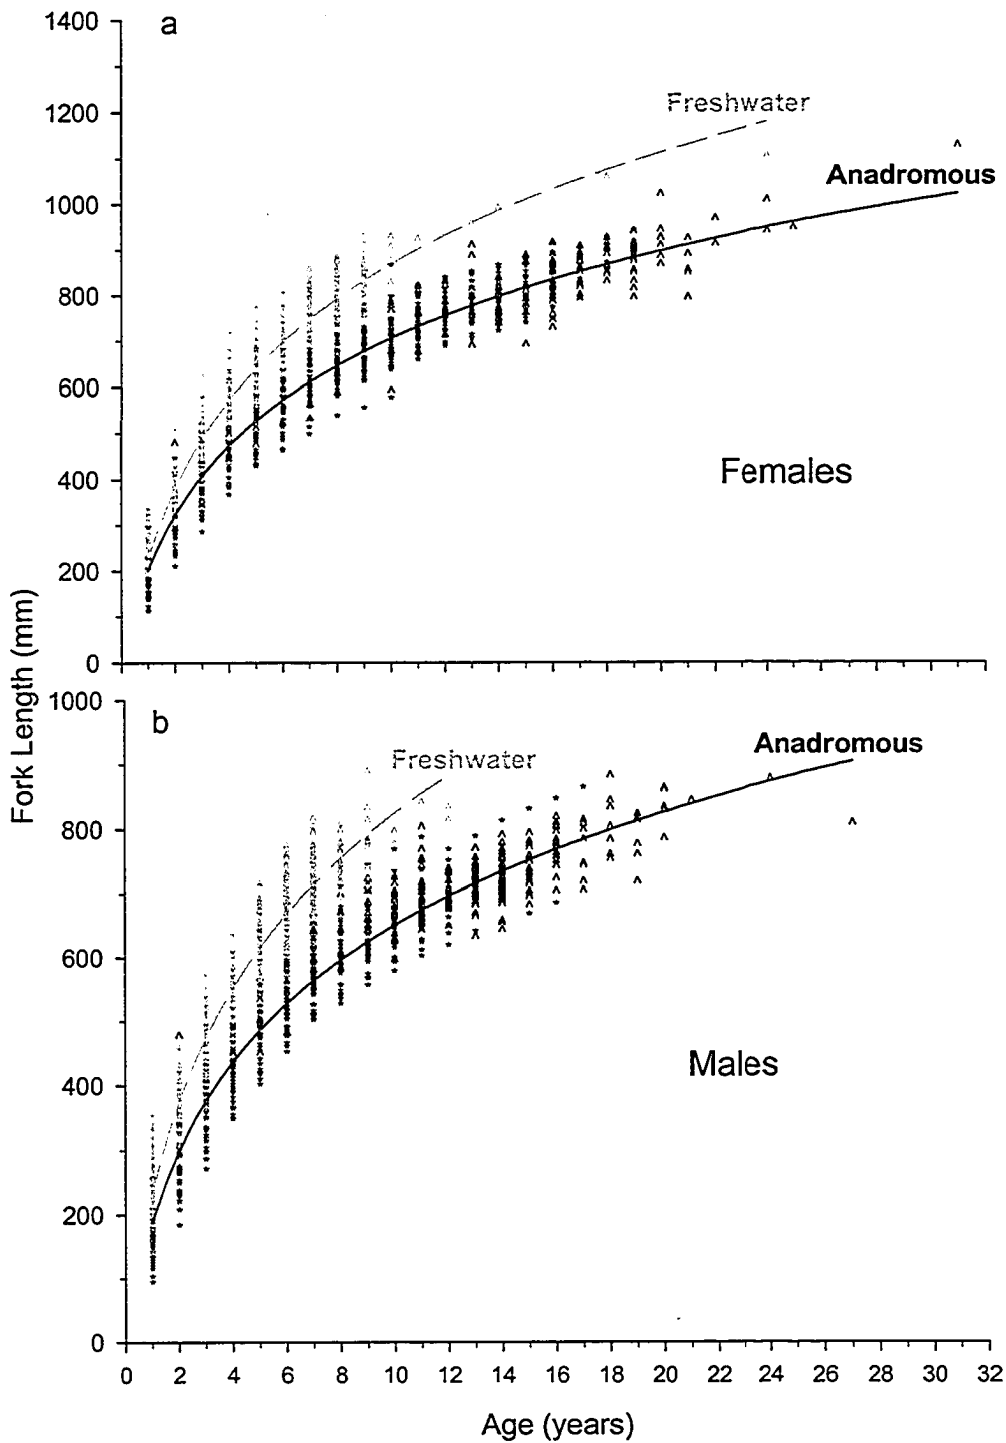 1400
a
1200
Freshwater
1000
Anadromous
800
600
400
Females
200
0
Fork Length (mm)
1000
b
Freshwater
Anadromous
800
600
400
Males
200
0
0 2 4 6 8 10 12 14 16 18 20 22 24 26 28 30 32
Age (years)